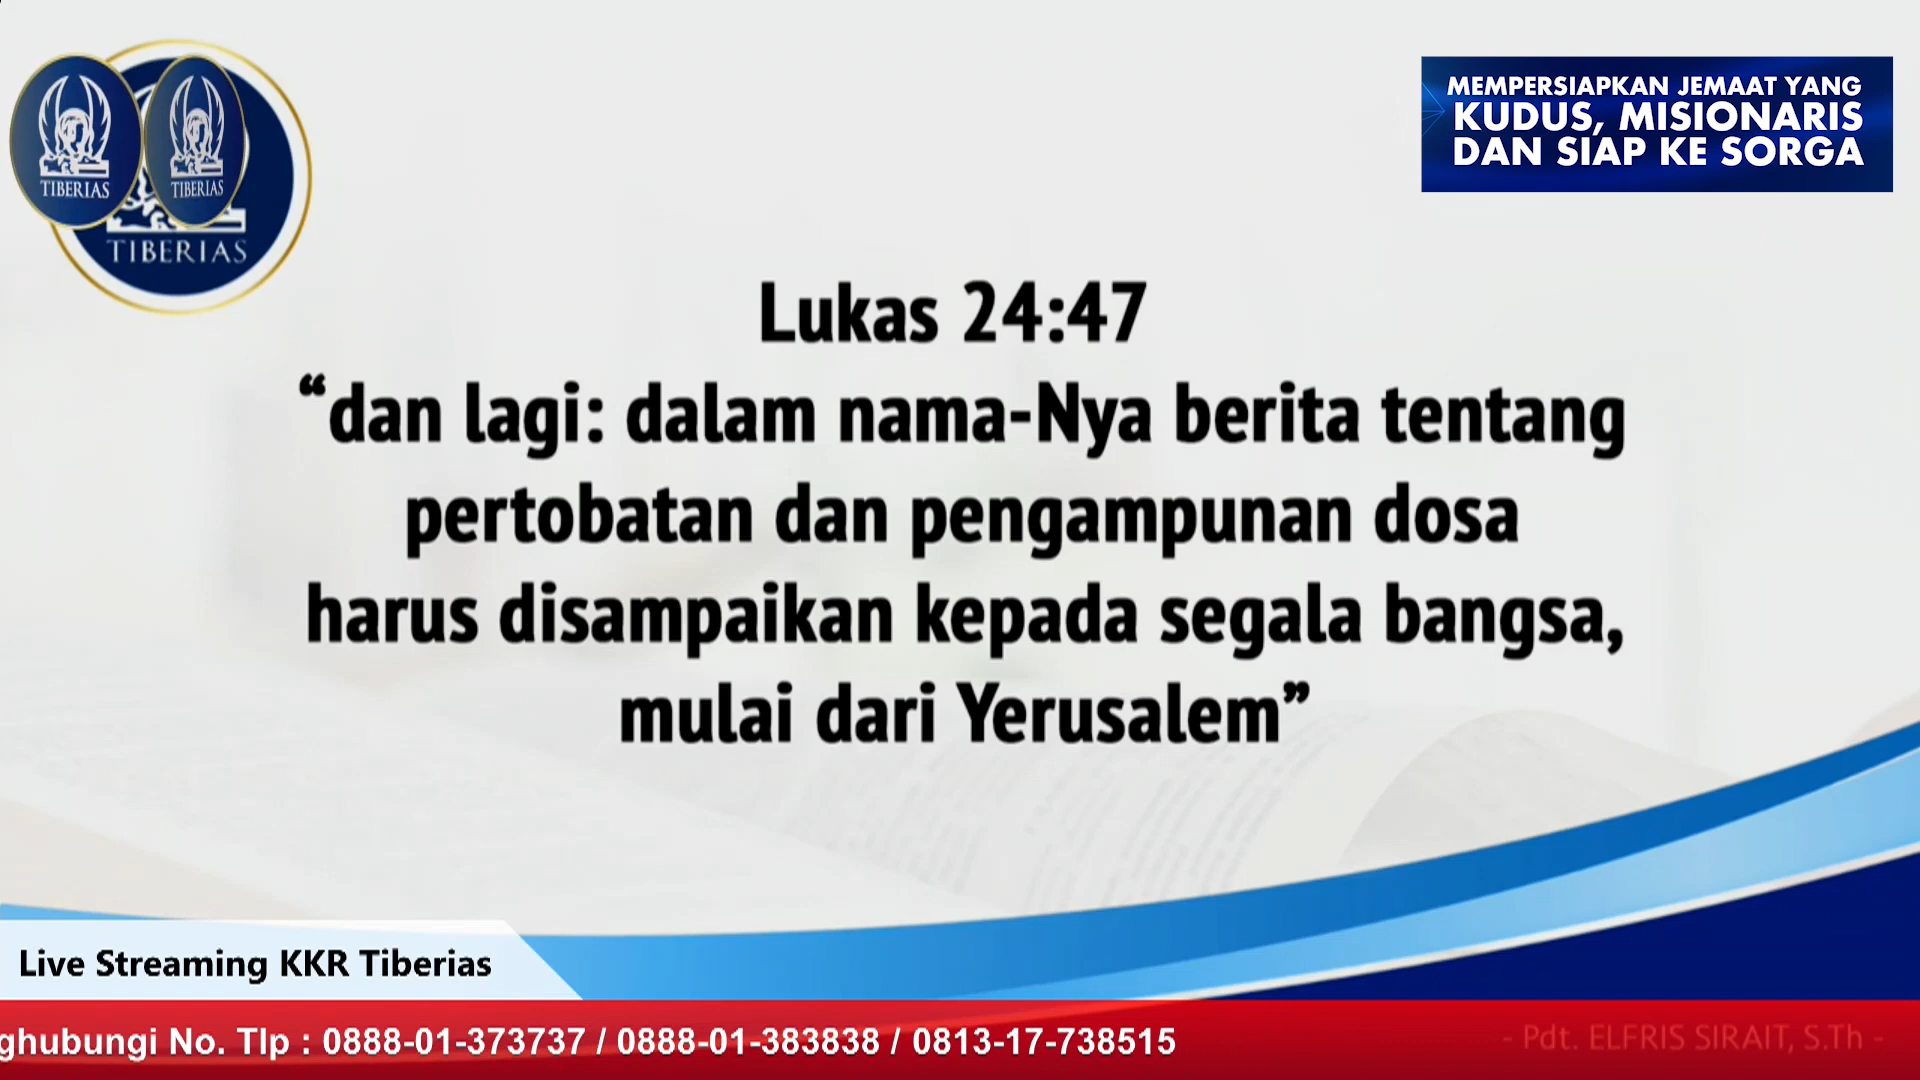 TIBERIAS
TIBERIAS
TIBERIAS
MEMPERSIAPKAN JEMAAT YANG
KUDUS, MISIONARIS
DAN SIAP KE SORGA
Lukas 24:47
“dan lagi: dalam nama-Nya berita tentang
pertobatan dan pengampunan dosa
harus disampaikan kepada segala bangsa,
mulai dari Yerusalem”
Live Streaming KKR Tiberias
ghubungi No. Tlp : 0888-01-373737 / 0888-01-383838 / 0813-17-738515
- Pdt. ELFRIS SIRAIT, S.Th -